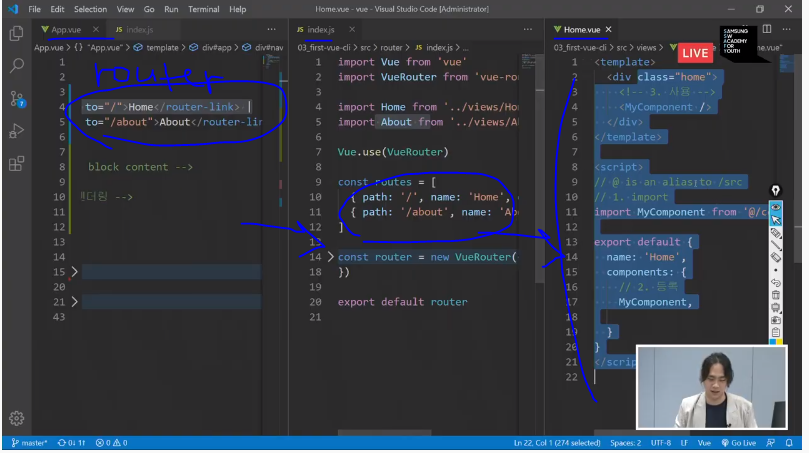 File Edit Selection View Go Run Terminal Help
Home.vue - vue - Visual Studio Code [Administrator]
App.vue ×
JS index.js
App.vue > {} "App.vue" > template > div#app > div#nav
router
1
2
3
4 to="/">Home</router-link> |
5 to="/about">About</router-lin
6
7
8 block content -->
9
10 렌더링 -->
11
12
13
14
15
20
21
43
index.js ×
03_first-vue-cli > src > router > JS index.js > ...
1 import Vue from 'vue'
2 import VueRouter from 'vue-ro
3
4 import Home from '../views/Ho
5 import About from '../views/A
6
7 Vue.use(VueRouter)
8
9 const routes = [
10 { path: '/', name: 'Home',
11 { path: '/about', name: 'Abo
12 ]
13
14 const router = new VueRouter(
18 })
19
20 export default router
21
Home.vue ×
03_first-vue-cli > src > views >
.vue"
LIVE
SAMSUNG
SW
ACADEMY
FOR
YOUTH
1 <template>
2 <div class="home">
3 <!-- 3. 사용 -->
4 <MyComponent />
5 </div>
6 </template>
7
8 <script>
9 // @ is an alias to /src
10 // 1. import
11 import MyComponent from '@/c
12
13 export default {
14 name: 'Home',
15 components: {
16 // 2. 등록
17 MyComponent,
18
19 }
20 }
21 </scrip
22
master* 0↓ 1↑ 0 0
Ln 22, Col 1 (274 selected) Spaces: 2 UTF-8 LF Vue Go Live